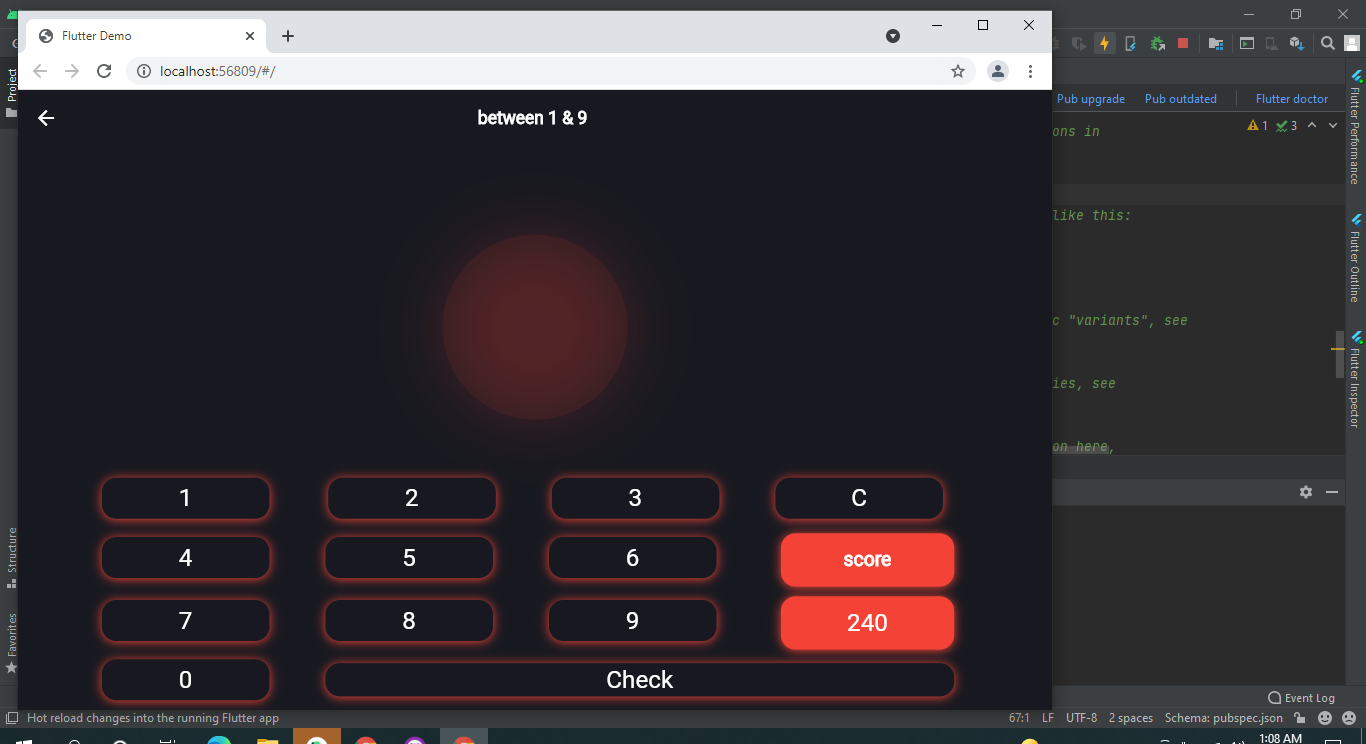 Flutter Demo
localhost:56809/#/
between 1 & 9
1 2 3 C
4 5 6 score
7 8 9 240
0 Check
Project
Structure
Favorites
Pub upgrade Pub outdated Flutter doctor
ons in
1 3
like this:
c "variants", see
ies, see
on here,
Flutter Performance
Flutter Outline
Flutter Inspector
Event Log
Hot reload changes into the running Flutter app
67:1 LF UTF-8 2 spaces Schema: pubspec.json
1:08 AM